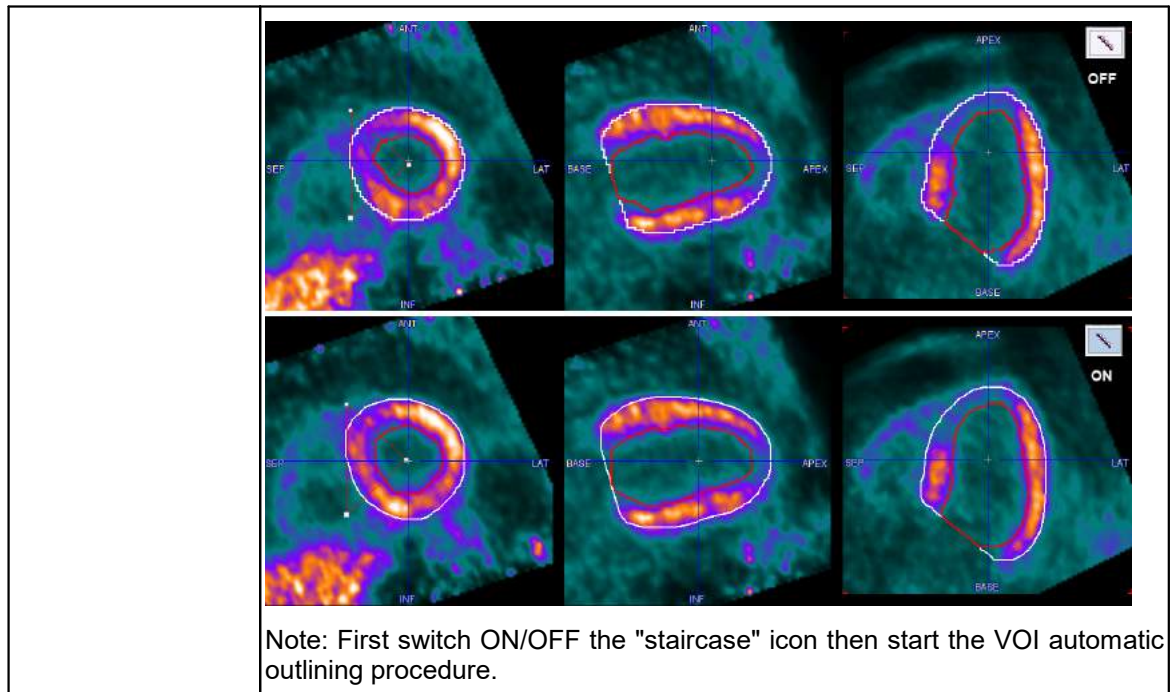 ANT ANT APEX
OFF
SEP LAT BASE APEX SEP LAT
INF BASE
ANT ANT APEX
ON
SEP LAT BASE APEX SEP LAT
INF BASE
Note: First switch ON/OFF the "staircase" icon then start the VOI automatic
outlining procedure.